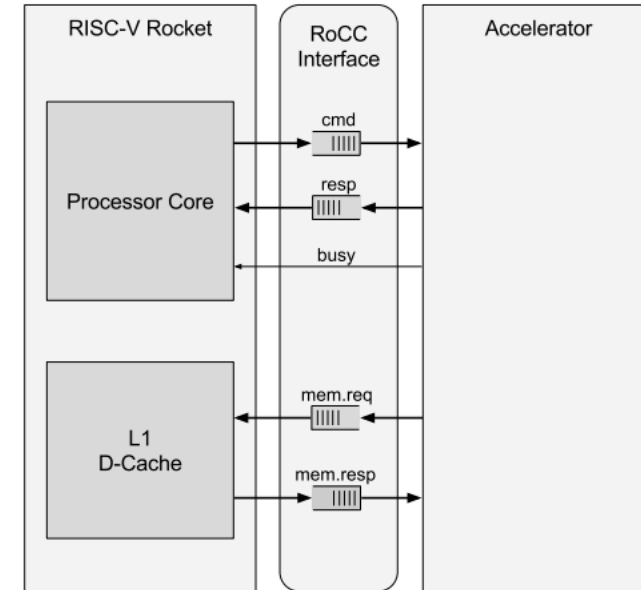 RISC-V Rocket
RoCC
Interface
Accelerator
cmd
Processor Core
resp
busy
mem.req
L1
D-Cache
mem.resp